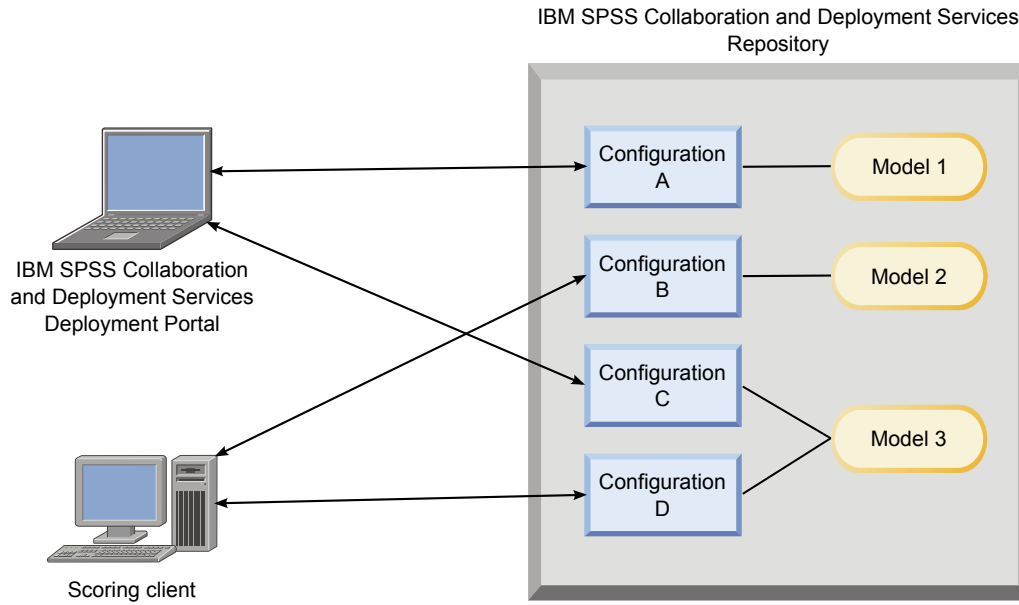 IBM SPSS Collaboration and Deployment Services
Repository
Configuration
A
Model 1
IBM SPSS Collaboration
and Deployment Services
Deployment Portal
Configuration
B
Model 2
Configuration
C
Model 3
Configuration
D
Scoring client